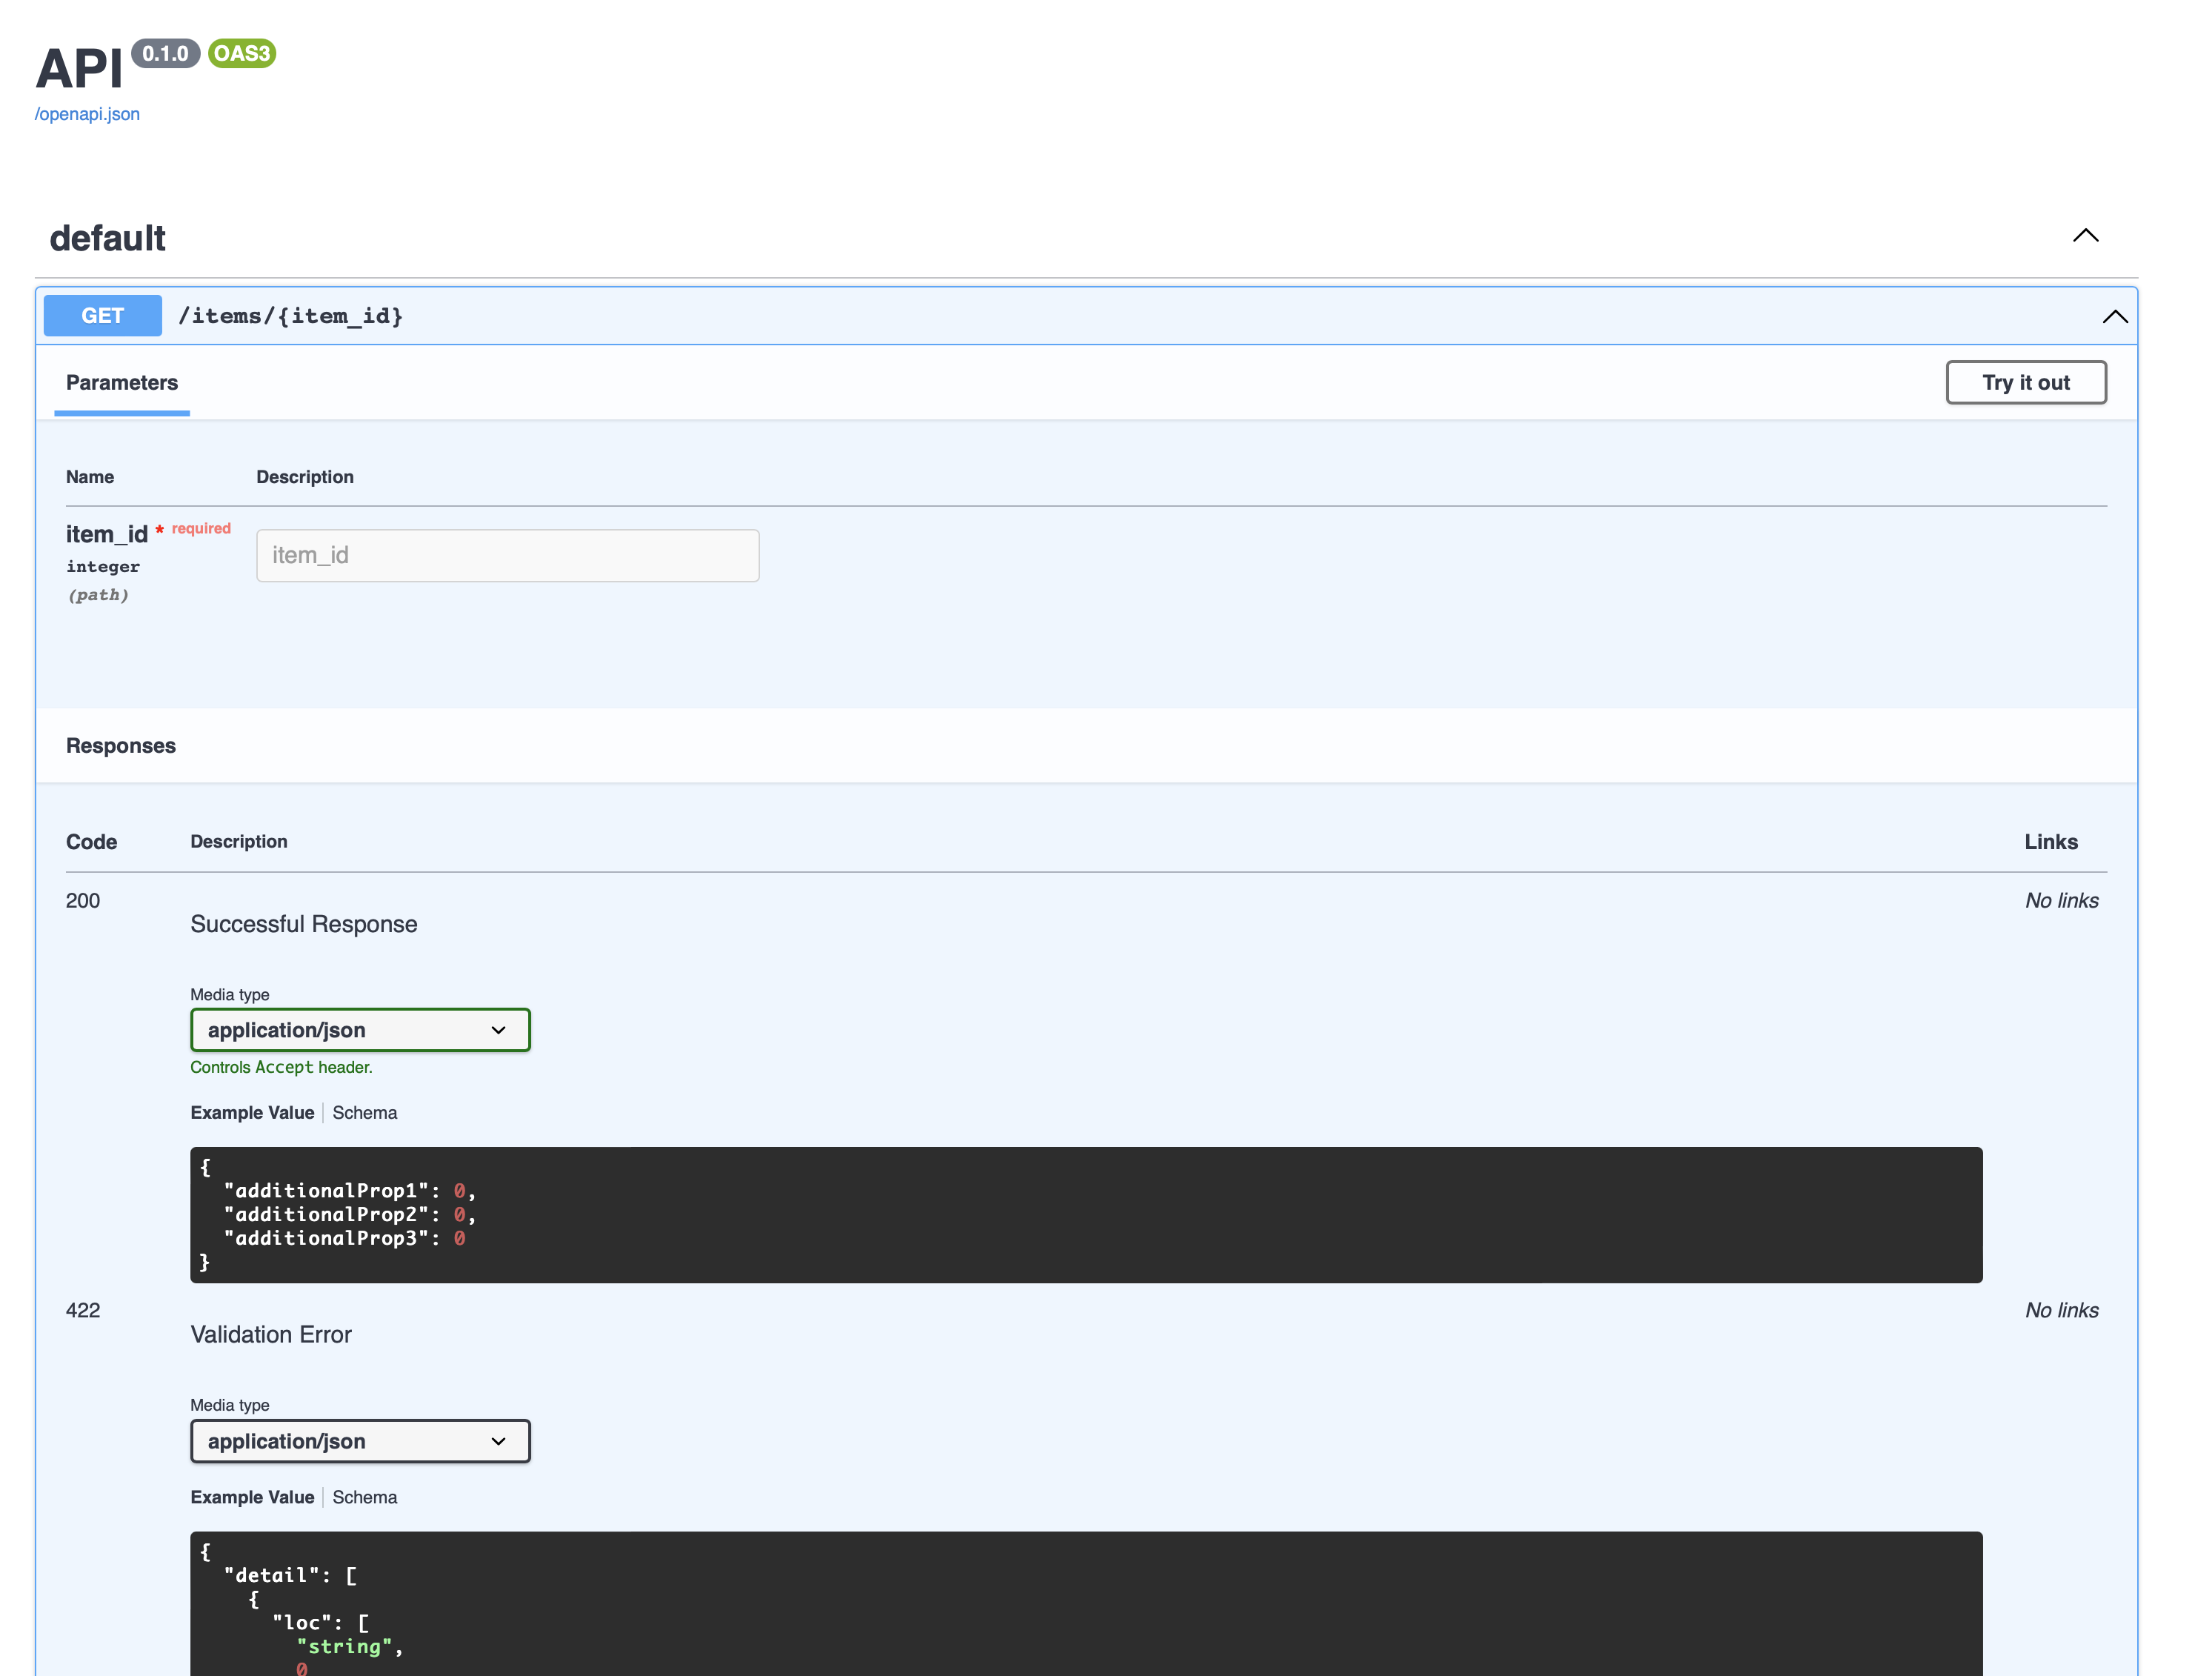 API 0.1.0 OAS3
/openapi.json
default
GET /items/{item_id}
Parameters
Try it out
Name Description
item_id * required
integer
(path)
item_id
Responses
Code Description Links
200
Successful Response
No links
Media type
application/json
Controls Accept header.
Example Value Schema
{
  "additionalProp1": 0,
  "additionalProp2": 0,
  "additionalProp3": 0
}
422
Validation Error
No links
Media type
application/json
Example Value Schema
{
  "detail": [
    {
      "loc": [
        "string",
        0